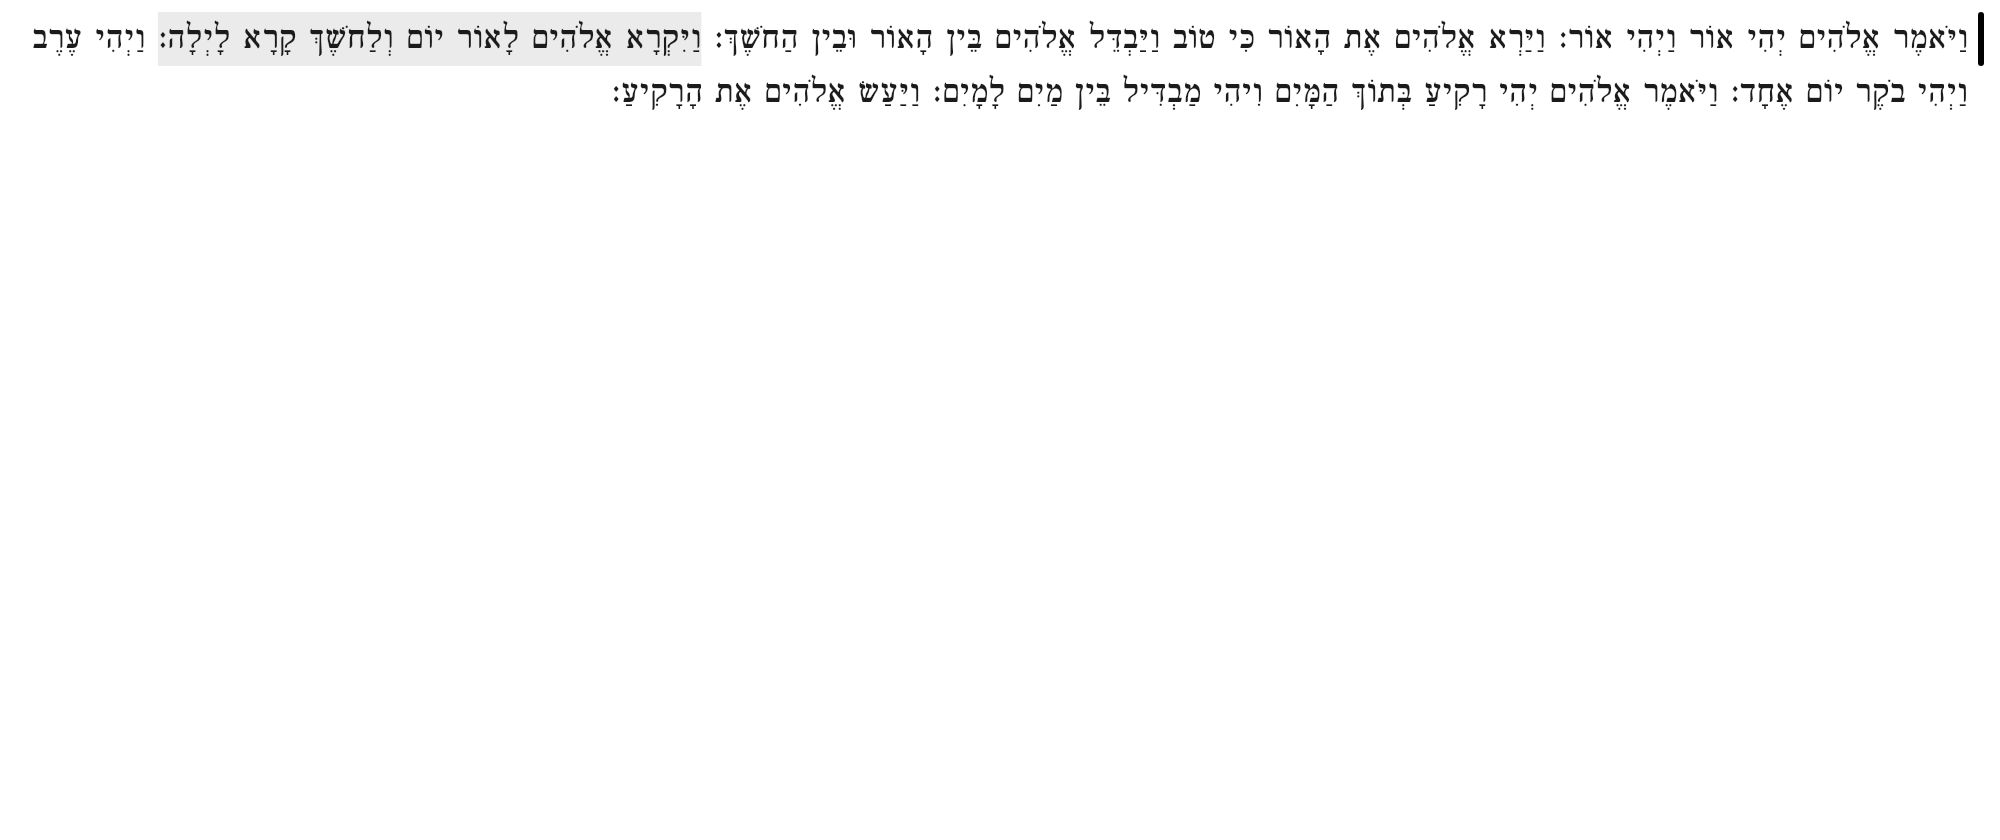 וַיֹּאמֶר אֱלֹהִים יְהִי אוֹר וַיְהִי אוֹר: וַיַּרְא אֱלֹהִים אֶת הָאוֹר כִּי טוֹב וַיַּבְדֵּל אֱלֹהִים בֵּין הָאוֹר וּבֵין הַחֹשֶׁךְ: וַיִּקְרָא אֱלֹהִים לָאוֹר יוֹם וְלַחֹשֶׁךְ קָרָא לָיְלָה: וַיְהִי עֶרֶב
וַיְהִי בֹקֶר יוֹם אֶחָד: וַיֹּאמֶר אֱלֹהִים יְהִי רָקִיעַ בְּתוֹךְ הַמָּיִם וִיהִי מַבְדִּיל בֵּין מַיִם לָמָיִם: וַיַּעַשׂ אֱלֹהִים אֶת הָרָקִיעַ: